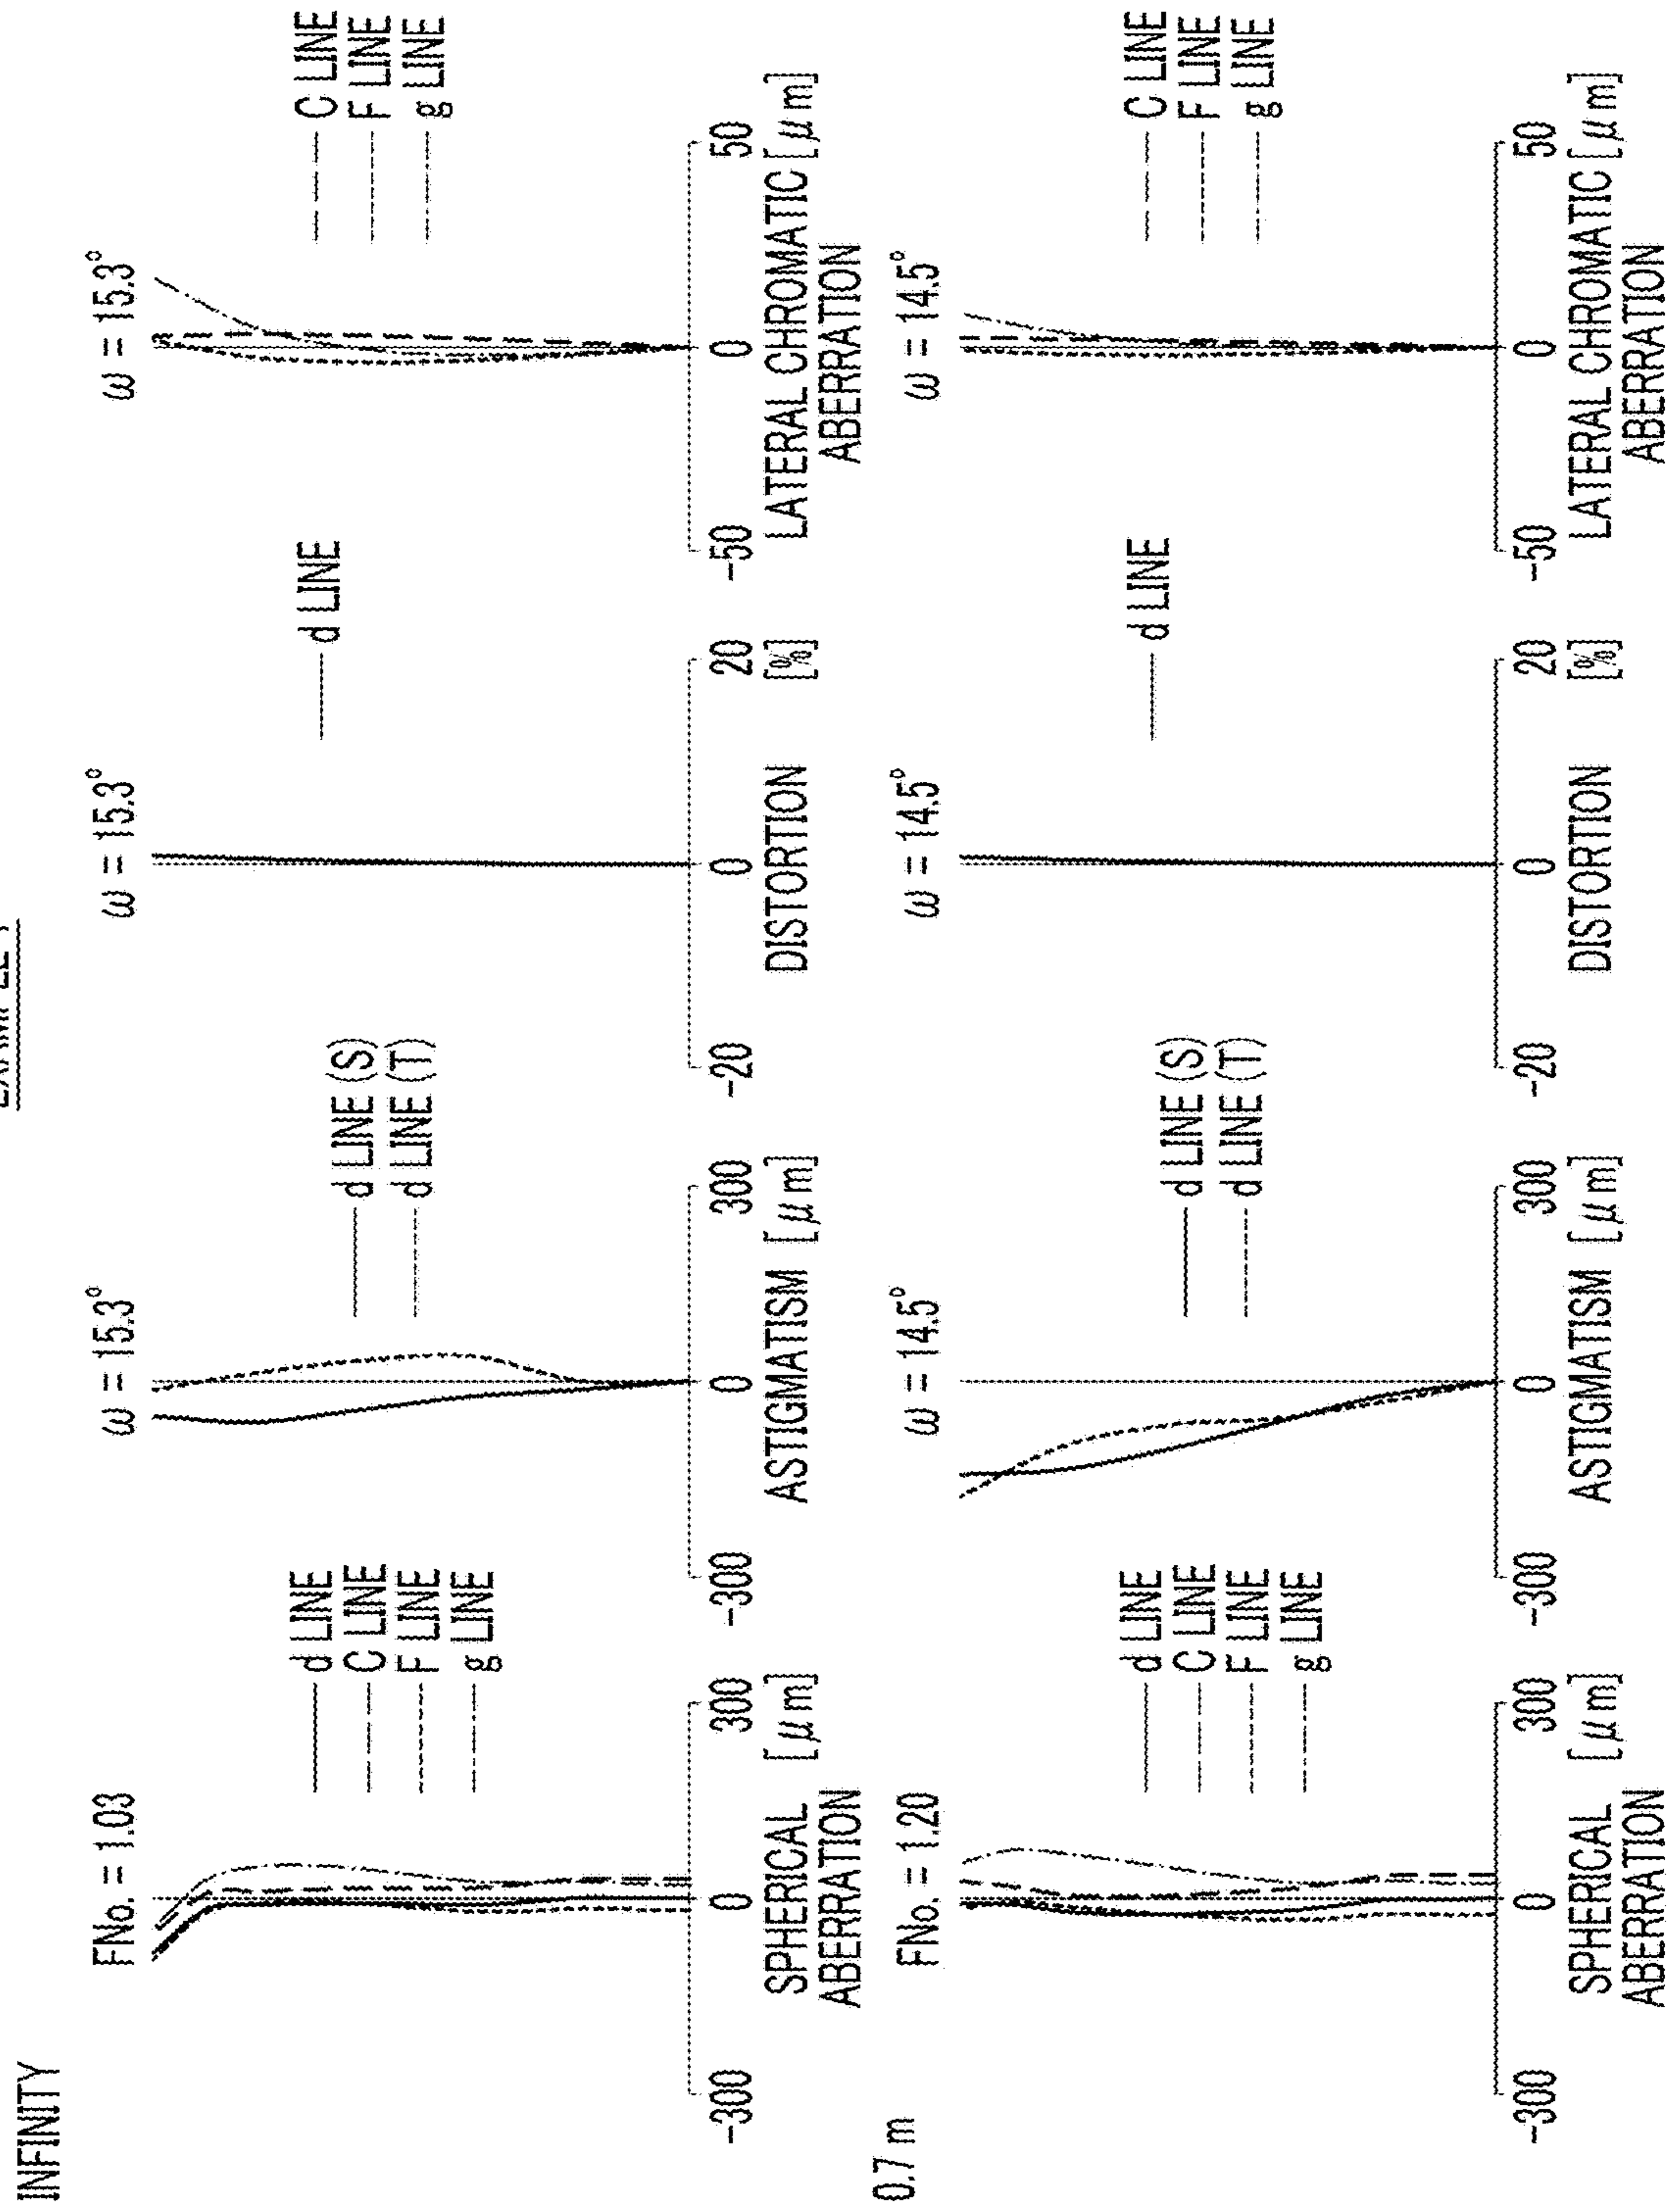 INFINITY
FNo. = 1.03
d LINE
C LINE
F LINE
g LINE
-300 0 300
SPHERICAL [μm]
ABERRATION
ω = 15.3°
d LINE (S)
d LINE (T)
-300 0 300
ASTIGMATISM [μm]
ω = 15.3°
d LINE
-20 0 20
DISTORTION [%]
ω = 15.3°
C LINE
F LINE
g LINE
-50 0 50
LATERAL CHROMATIC [μm]
ABERRATION
0.7 m
FNo. = 1.20
d LINE
C LINE
F LINE
g LINE
-300 0 300
SPHERICAL [μm]
ABERRATION
ω = 14.5°
d LINE (S)
d LINE (T)
-300 0 300
ASTIGMATISM [μm]
ω = 14.5°
d LINE
-20 0 20
DISTORTION [%]
ω = 14.5°
C LINE
F LINE
g LINE
-50 0 50
LATERAL CHROMATIC [μm]
ABERRATION